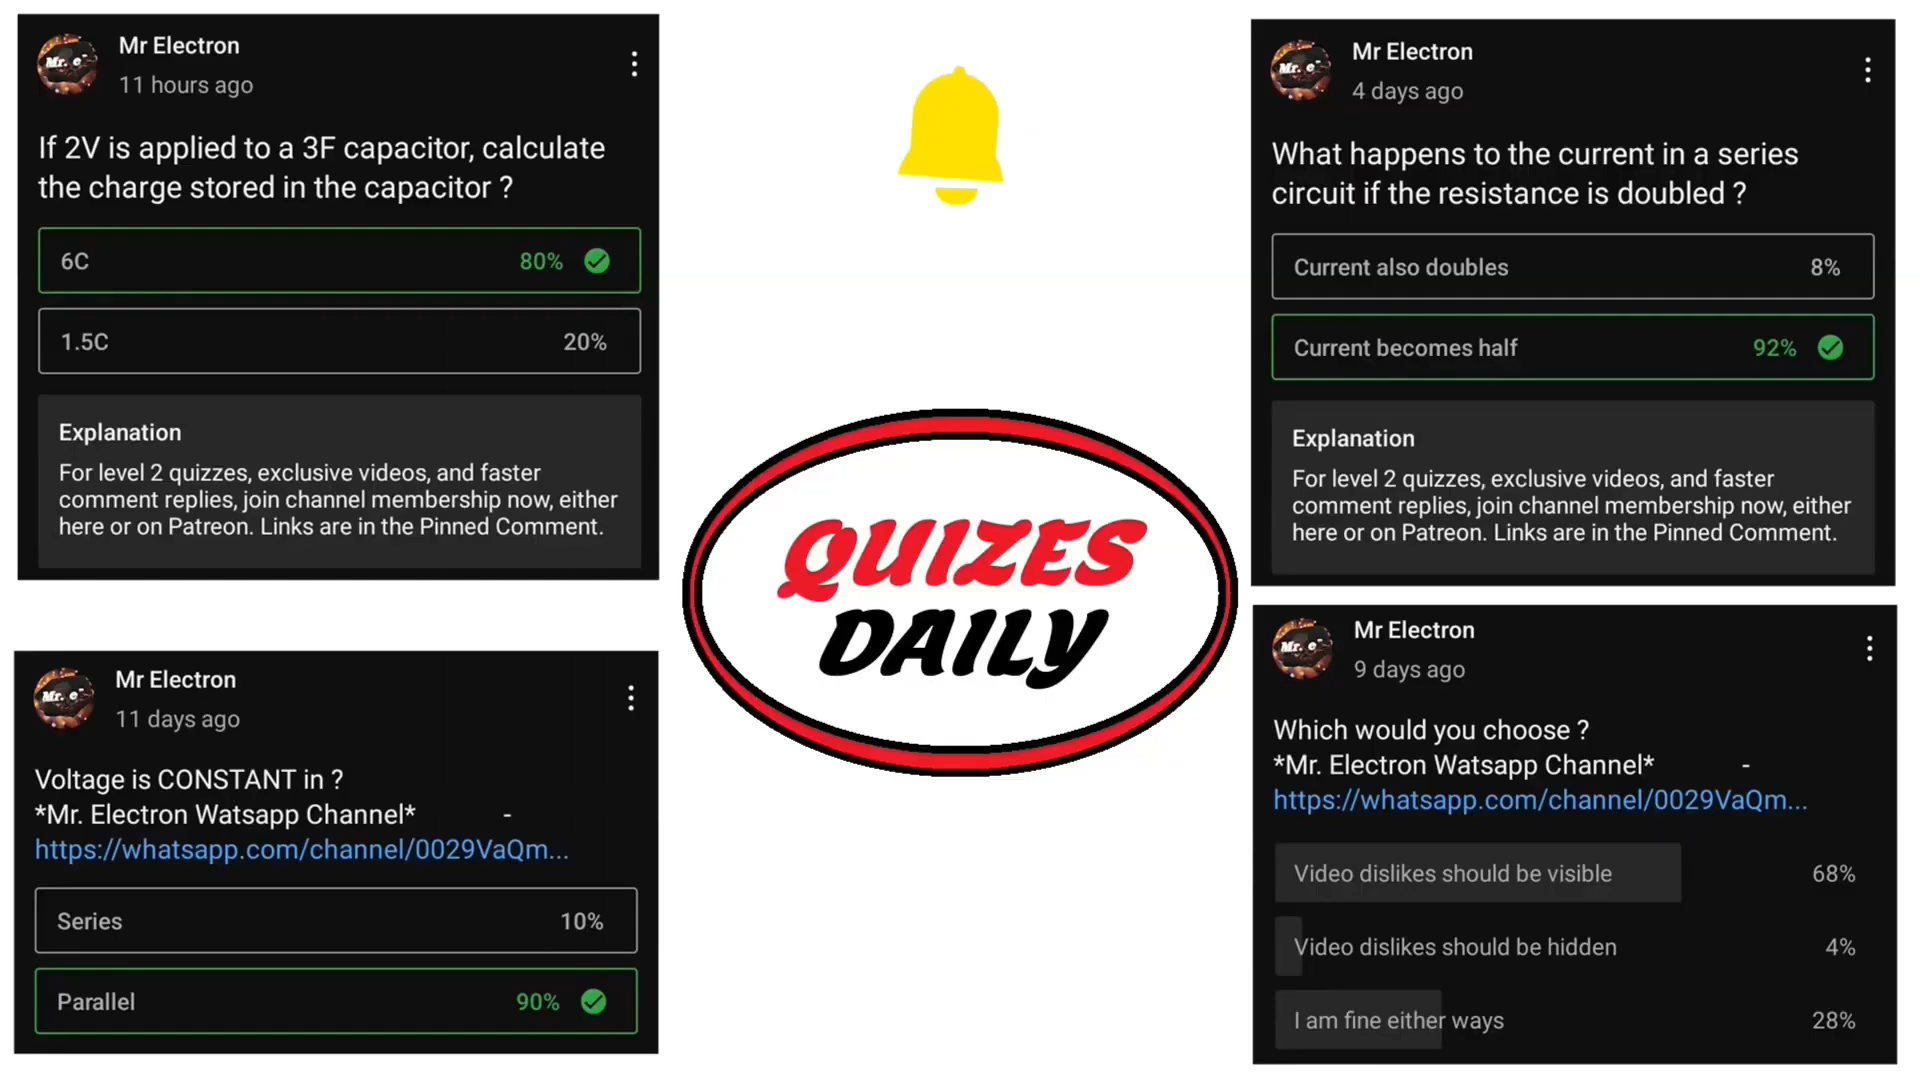 Mr. e-
Mr Electron
11 hours ago
If 2V is applied to a 3F capacitor, calculate
the charge stored in the capacitor ?
6C 80%
1.5C 20%
Explanation
For level 2 quizzes, exclusive videos, and faster
comment replies, join channel membership now, either
here or on Patreon. Links are in the Pinned Comment.
Mr. e-
Mr Electron
11 days ago
Voltage is CONSTANT in ?
*Mr. Electron Watsapp Channel* -
https://whatsapp.com/channel/0029VaQm...
Series 10%
Parallel 90%
QUIZES
DAILY
Mr. e-
Mr Electron
4 days ago
What happens to the current in a series
circuit if the resistance is doubled ?
Current also doubles 8%
Current becomes half 92%
Explanation
For level 2 quizzes, exclusive videos, and faster
comment replies, join channel membership now, either
here or on Patreon. Links are in the Pinned Comment.
Mr. e-
Mr Electron
9 days ago
Which would you choose ?
*Mr. Electron Watsapp Channel* -
https://whatsapp.com/channel/0029VaQm...
Video dislikes should be visible 68%
Video dislikes should be hidden 4%
I am fine either ways 28%